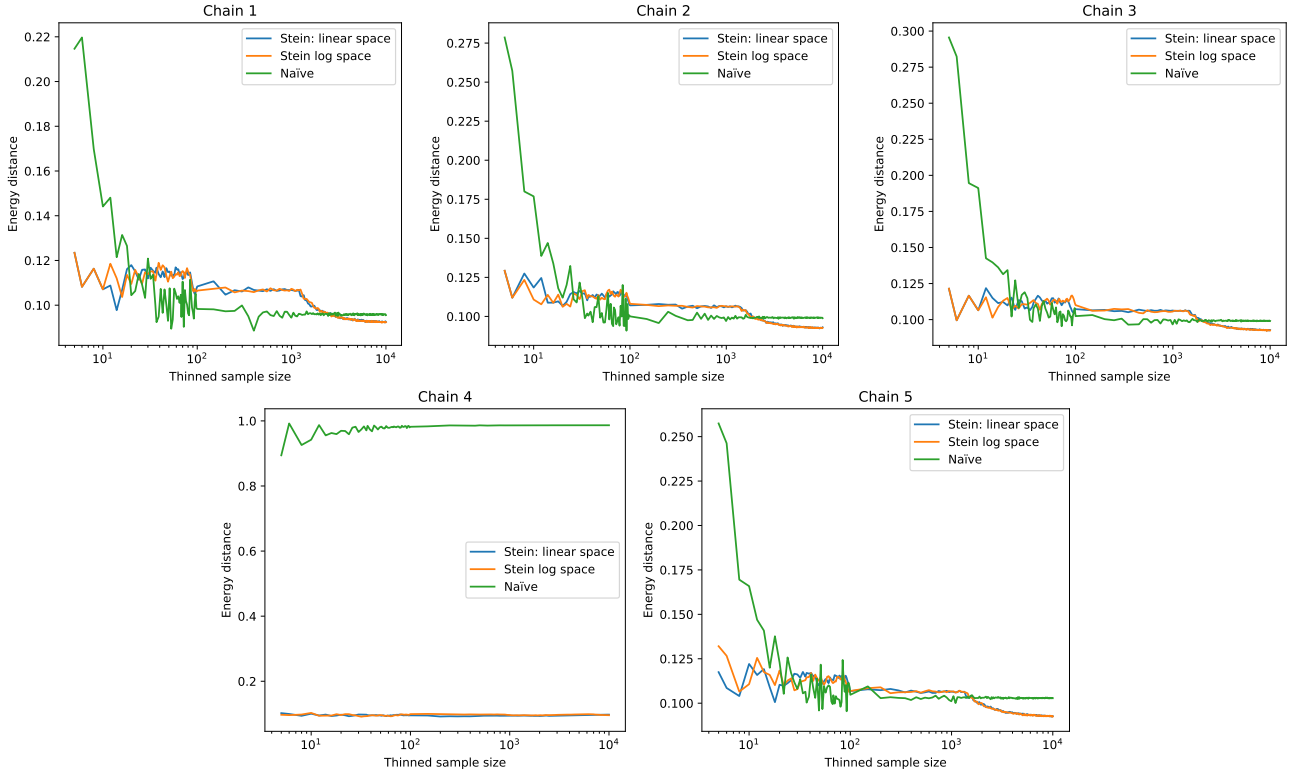 Chain 1
0.22
0.20
0.18
0.16
0.14
0.12
0.10
Energy distance
10¹
10²
10³
10⁴
Thinned sample size
Stein: linear space
Stein log space
Naïve
Chain 2
0.275
0.250
0.225
0.200
0.175
0.150
0.125
0.100
Energy distance
10¹
10²
10³
10⁴
Thinned sample size
Stein: linear space
Stein log space
Naïve
Chain 3
0.300
0.275
0.250
0.225
0.200
0.175
0.150
0.125
0.100
Energy distance
10¹
10²
10³
10⁴
Thinned sample size
Stein: linear space
Stein log space
Naïve
Chain 4
1.0
0.8
0.6
0.4
0.2
Energy distance
10¹
10²
10³
10⁴
Thinned sample size
Stein: linear space
Stein log space
Naïve
Chain 5
0.250
0.225
0.200
0.175
0.150
0.125
0.100
Energy distance
10¹
10²
10³
10⁴
Thinned sample size
Stein: linear space
Stein log space
Naïve